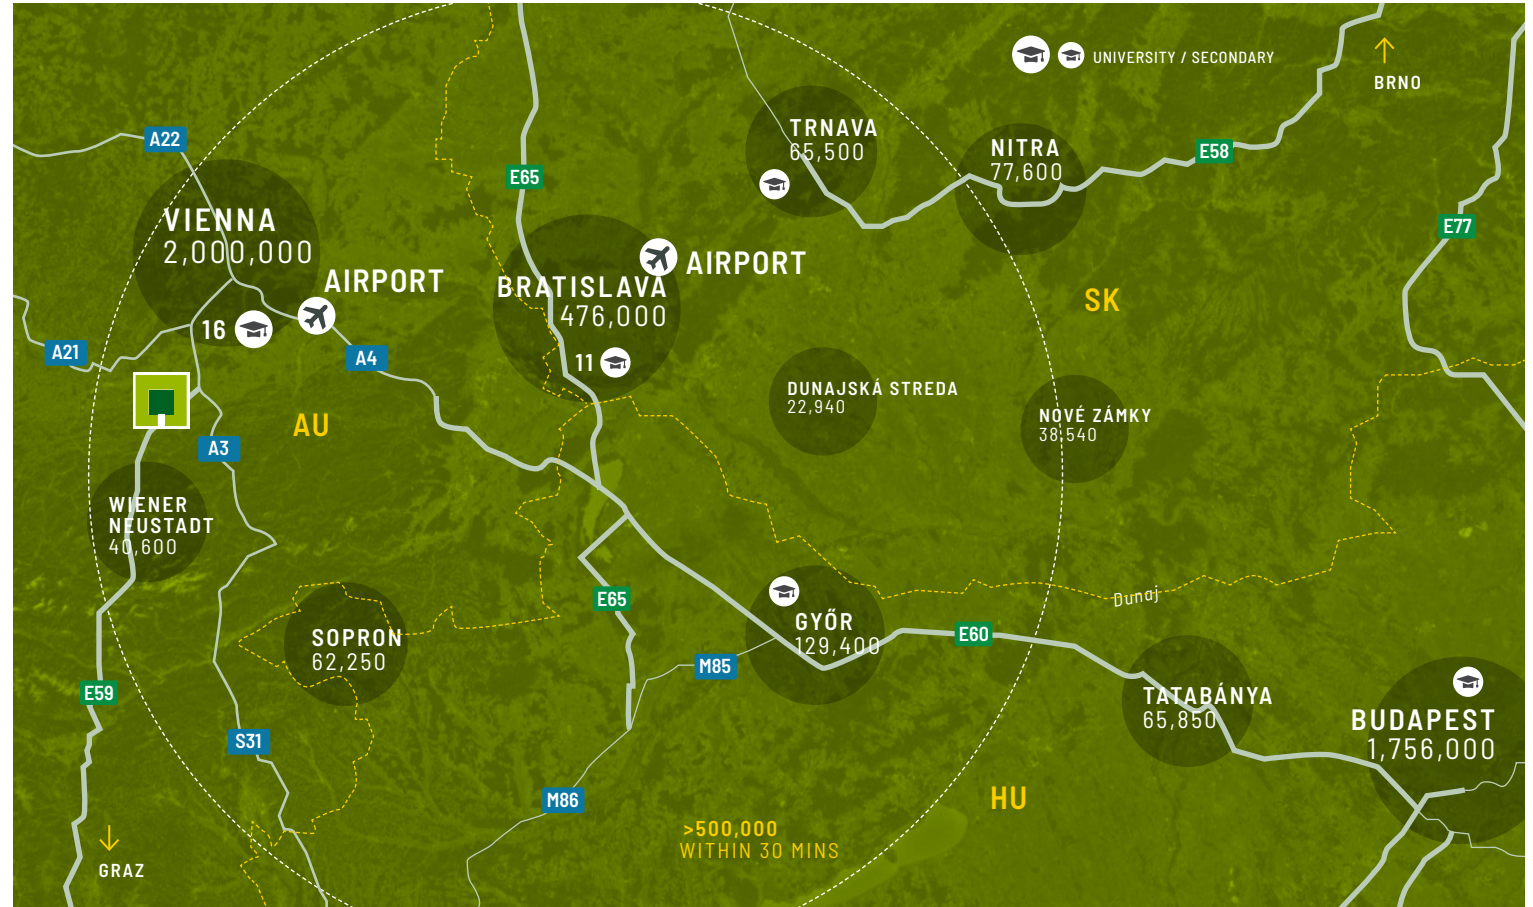 UNIVERSITY / SECONDARY
BRNO
A22
TRNAVA
65,500
NITRA
77,600
E58
E65
VIENNA
2,000,000
E77
AIRPORT
AIRPORT
BRATISLAVA
476,000
SK
16
11
A21
A4
DUNAJSKÁ STREDA
22,940
NOVÉ ZÁMKY
38,540
AU
A3
WIENER
NEUSTADT
40,600
E65
Dunaj
GYŐR
129,400
E60
SOPRON
62,250
M85
E59
TATABÁNYA
65,850
BUDAPEST
1,756,000
S31
M86
HU
>500,000
WITHIN 30 MINS
GRAZ